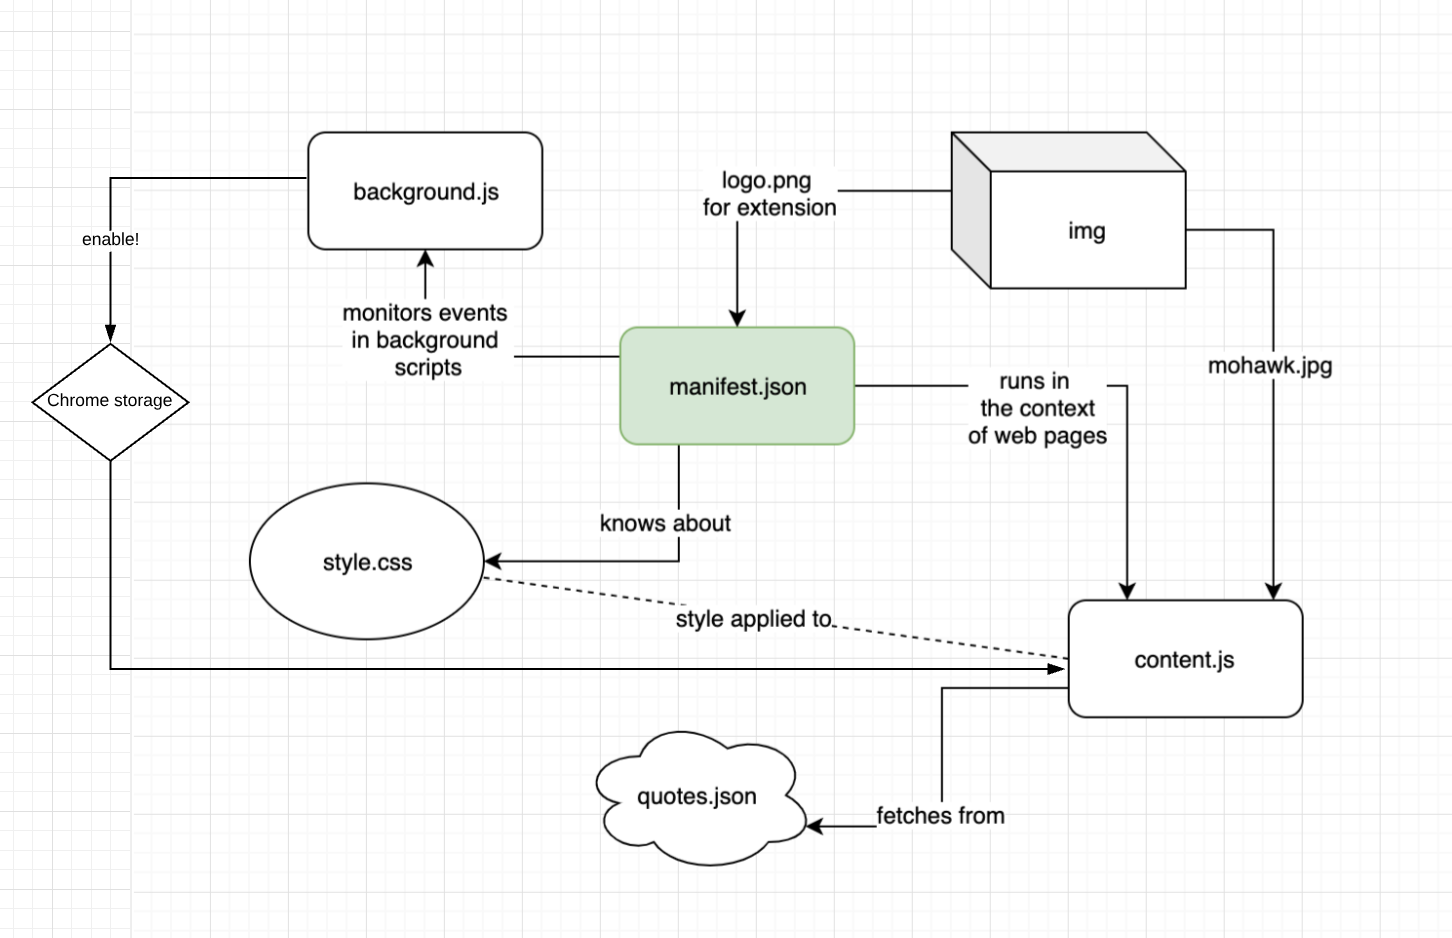 background.js
logo.png
for extension
img
enable!
monitors events
in background
scripts
manifest.json
runs in
the context
of web pages
mohawk.jpg
Chrome storage
knows about
style.css
style applied to
content.js
quotes.json
fetches from